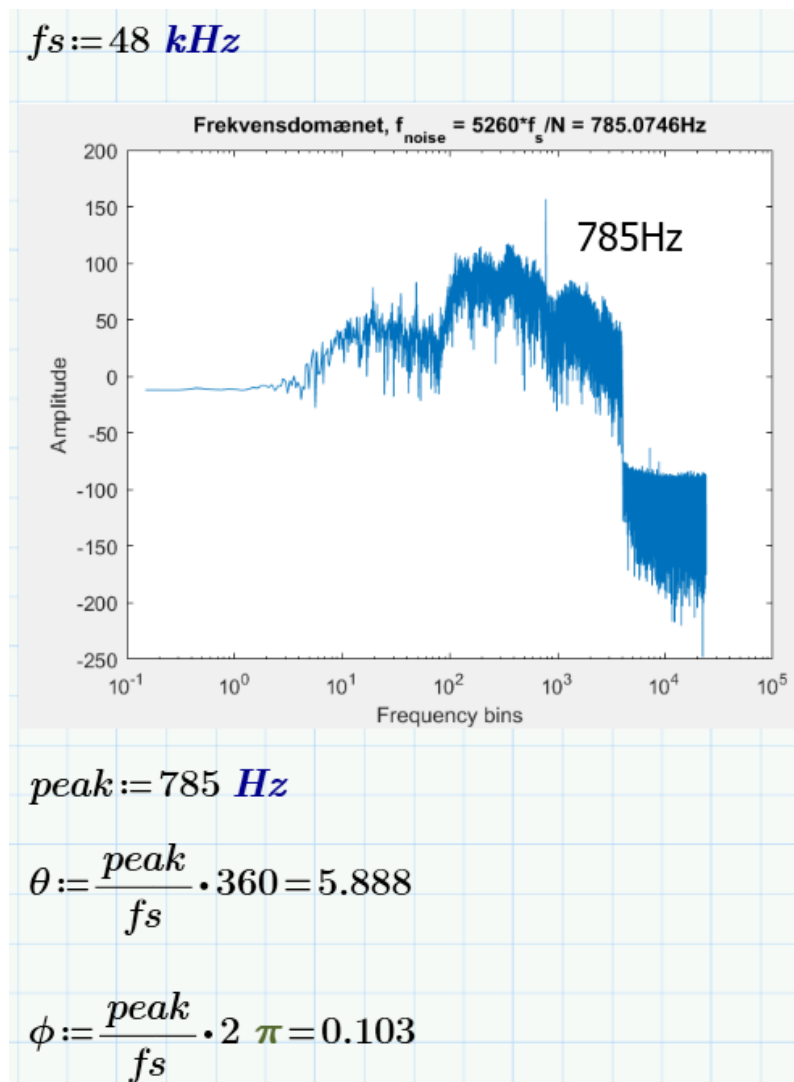 fs:=48 kHz
Frekvensdomænet, f_noise = 5260*f_s/N = 785.0746Hz
200
150
785Hz
100
50
0
-50
-100
-150
-200
-250
Amplitude
10^-1 10^0 10^1 10^2 10^3 10^4 10^5
Frequency bins
peak:=785 Hz
θ:=peak/fs•360=5.888
ϕ:=peak/fs•2 π=0.103